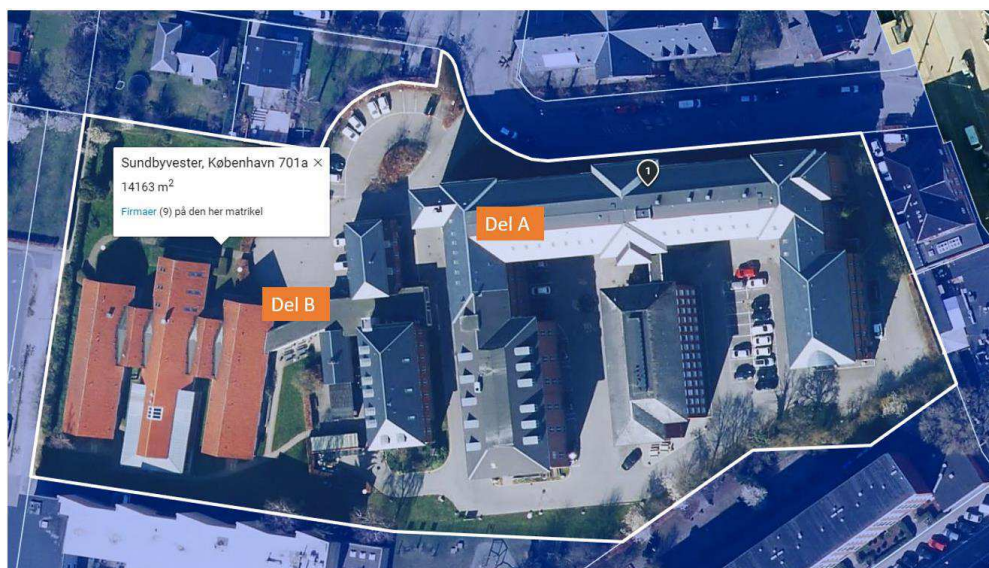 Sundbyvester, København 701a ×
14163 m²
Firmaer (9) på den her matrikel
1
Del A
Del B